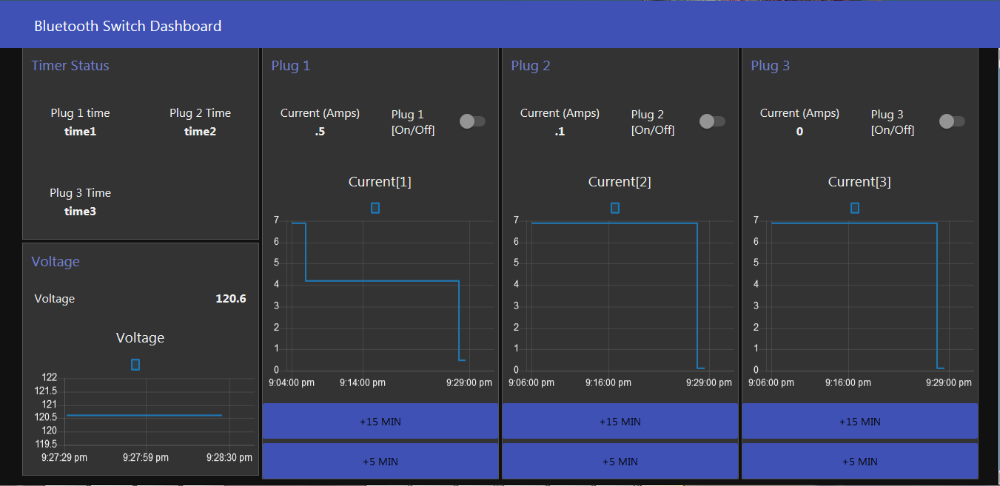 Bluetooth Switch Dashboard
Timer Status
Plug 1 time
time1
Plug 2 Time
time2
Plug 3 Time
time3
Voltage
Voltage 120.6
Voltage
122
121.5
121
120.5
120
119.5
9:27:29 pm 9:27:59 pm 9:28:30 pm
Plug 1
Current (Amps)
.5
Plug 1
[On/Off]
Current[1]
7
6
5
4
3
2
1
0
9:04:00 pm 9:14:00 pm 9:29:00 pm
+15 MIN
+5 MIN
Plug 2
Current (Amps)
.1
Plug 2
[On/Off]
Current[2]
7
6
5
4
3
2
1
0
9:06:00 pm 9:16:00 pm 9:29:00 pm
+15 MIN
+5 MIN
Plug 3
Current (Amps)
0
Plug 3
[On/Off]
Current[3]
7
6
5
4
3
2
1
0
9:06:00 pm 9:16:00 pm 9:29:00 pm
+15 MIN
+5 MIN